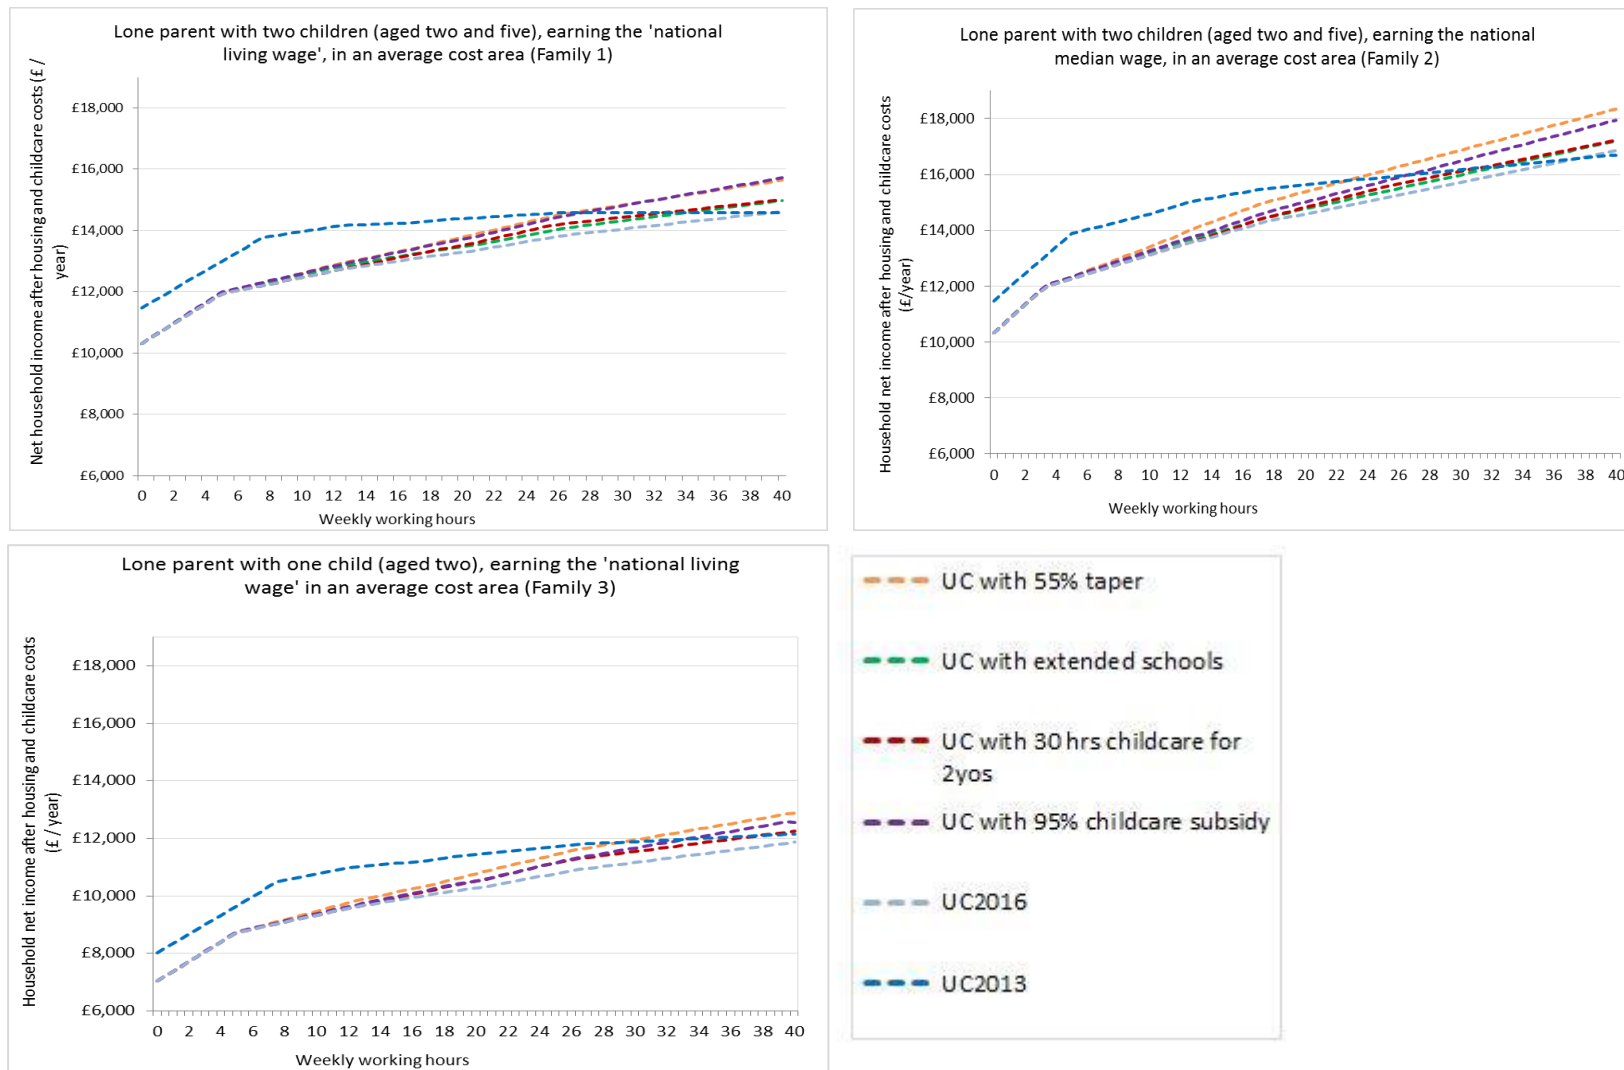 Lone parent with two children (aged two and five), earning the 'national
living wage', in an average cost area (Family 1)
Net household income after housing and childcare costs (£ /
year)
£18,000
£16,000
£14,000
£12,000
£10,000
£8,000
£6,000
0 2 4 6 8 10 12 14 16 18 20 22 24 26 28 30 32 34 36 38 40
Weekly working hours
Lone parent with two children (aged two and five), earning the national
median wage, in an average cost area (Family 2)
Household net income after housing and childcare costs
(£/year)
£18,000
£16,000
£14,000
£12,000
£10,000
£8,000
£6,000
0 2 4 6 8 10 12 14 16 18 20 22 24 26 28 30 32 34 36 38 40
Weekly working hours
Lone parent with one child (aged two), earning the 'national living
wage' in an average cost area (Family 3)
Household net income after housing and childcare costs
(£ / year)
£18,000
£16,000
£14,000
£12,000
£10,000
£8,000
£6,000
0 2 4 6 8 10 12 14 16 18 20 22 24 26 28 30 32 34 36 38 40
Weekly working hours
UC with 55% taper
UC with extended schools
UC with 30 hrs childcare for
2yos
UC with 95% childcare subsidy
UC2016
UC2013